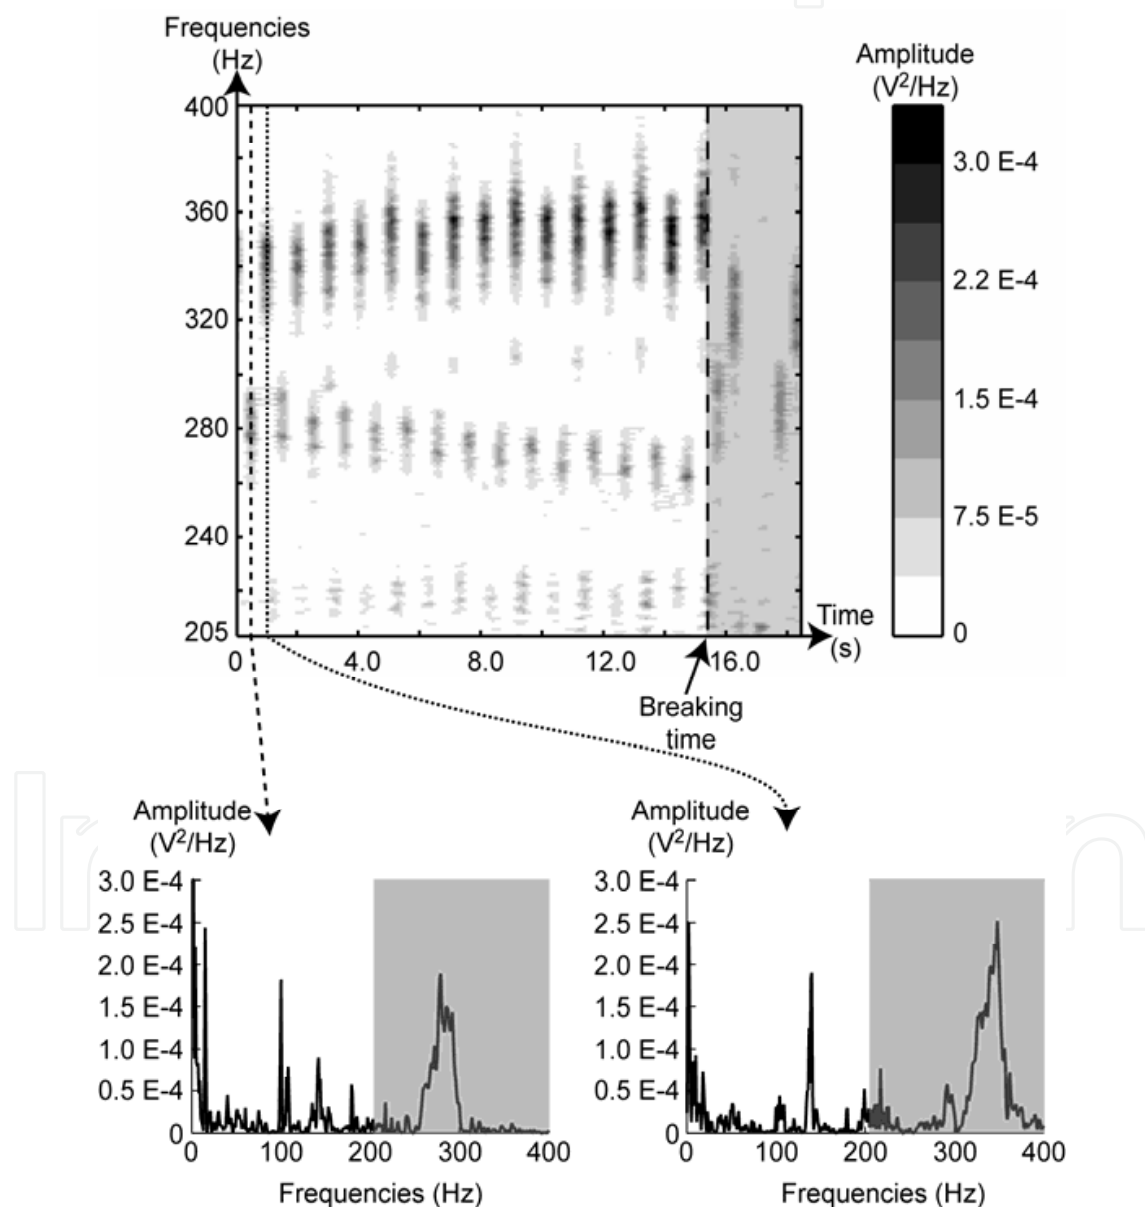 Frequencies
(Hz)
Amplitude
(V²/Hz)
400
360
320
280
240
205
3.0 E-4
2.2 E-4
1.5 E-4
7.5 E-5
0
0
4.0
8.0
12.0
16.0
Time
(s)
Breaking
time
Amplitude
(V²/Hz)
3.0 E-4
2.5 E-4
2.0 E-4
1.5 E-4
1.0 E-4
0.5 E-4
0
0
100
200
300
400
Frequencies (Hz)
Amplitude
(V²/Hz)
3.0 E-4
2.5 E-4
2.0 E-4
1.5 E-4
1.0 E-4
0.5 E-4
0
0
100
200
300
400
Frequencies (Hz)